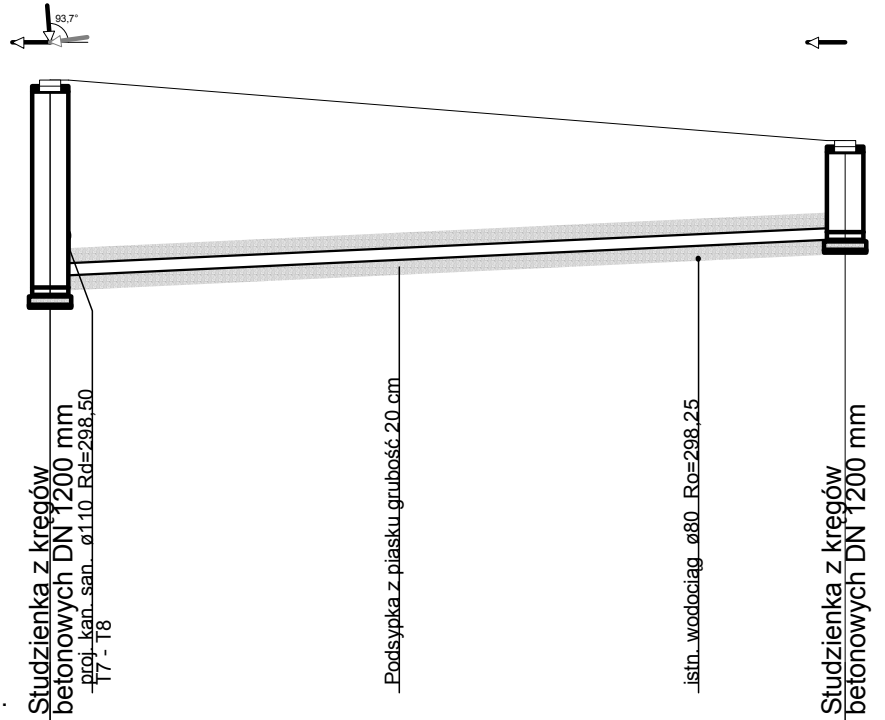 93,7°
Studzienka z kręgów
betonowych DN 1200 mm
proj. kan. san. ø110 Rd=298,50
T7 - T8
Podsypka z piasku grubość 20 cm
istn. wodociąg ø80 Ro=298,25
Studzienka z kręgów
betonowych DN 1200 mm